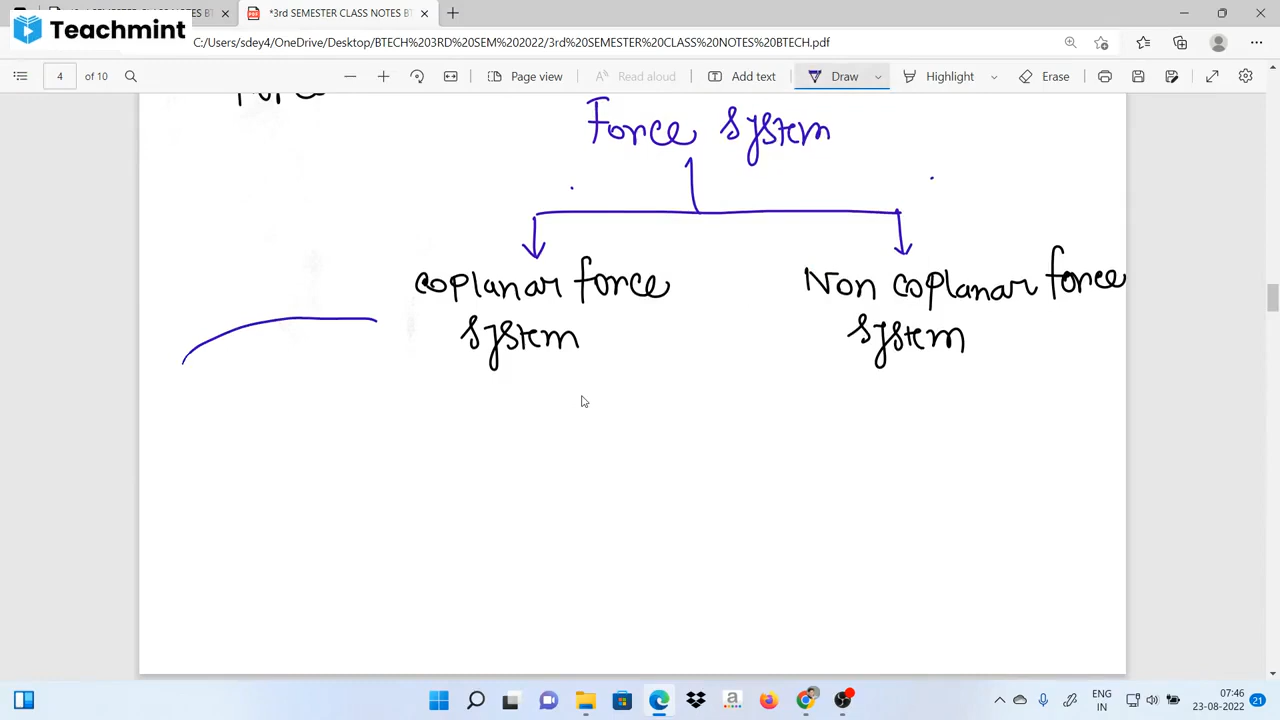 *3rd SEMESTER CLASS NOTES BT
Teachmint
C:/Users/sdey4/OneDrive/Desktop/BTECH%203RD%20SEM%202022/3rd%20SEMESTER%20CLASS%20NOTES%20BTECH.pdf
4 of 10 Page view Read aloud Add text Draw Highlight Erase
Force system
coplanar force Non coplanar force
system system
ENG 07:46
IN 23-08-2022 21